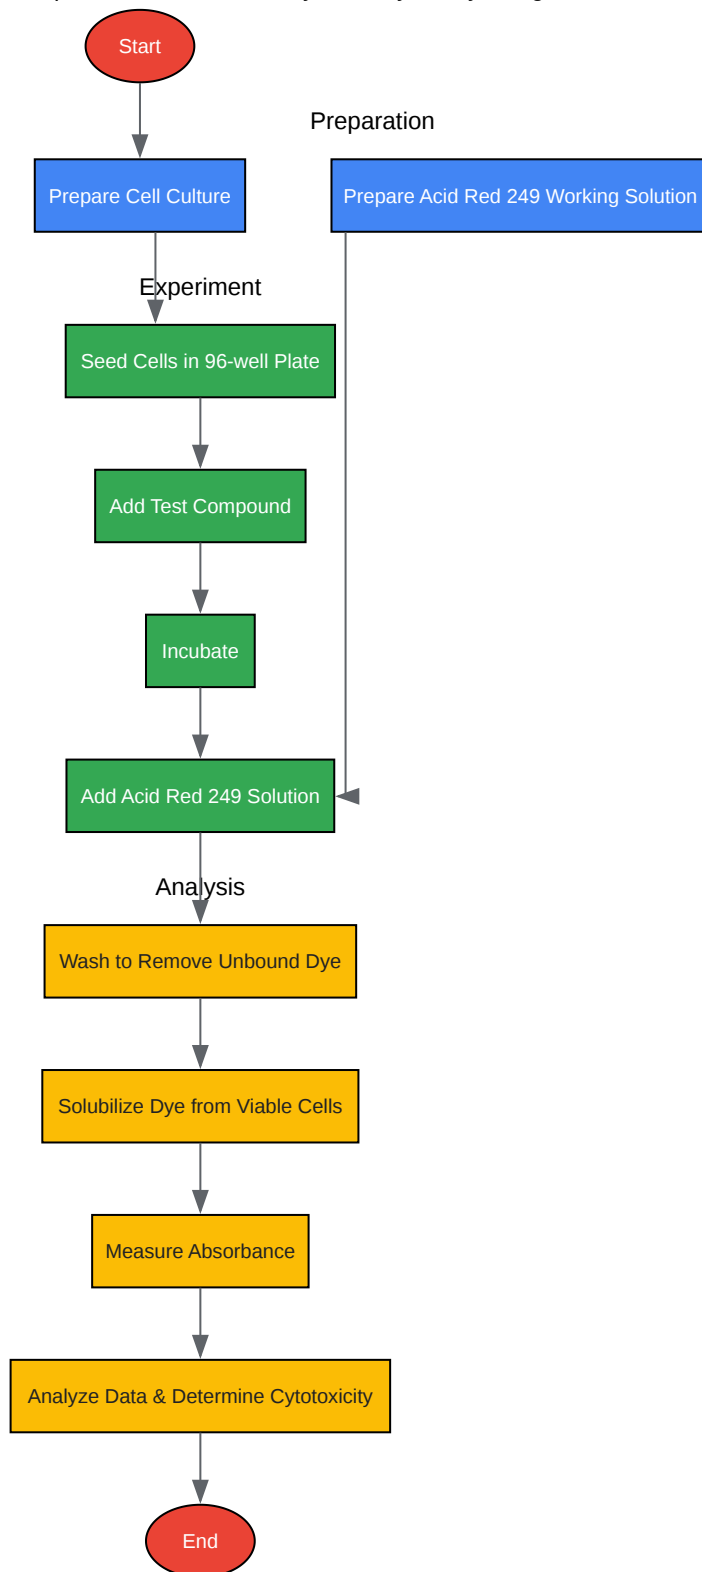 Start
Preparation
Prepare Cell Culture
Prepare Acid Red 249 Working Solution
Experiment
Seed Cells in 96-well Plate
Add Test Compound
Incubate
Add Acid Red 249 Solution
Analysis
Wash to Remove Unbound Dye
Solubilize Dye from Viable Cells
Measure Absorbance
Analyze Data & Determine Cytotoxicity
End